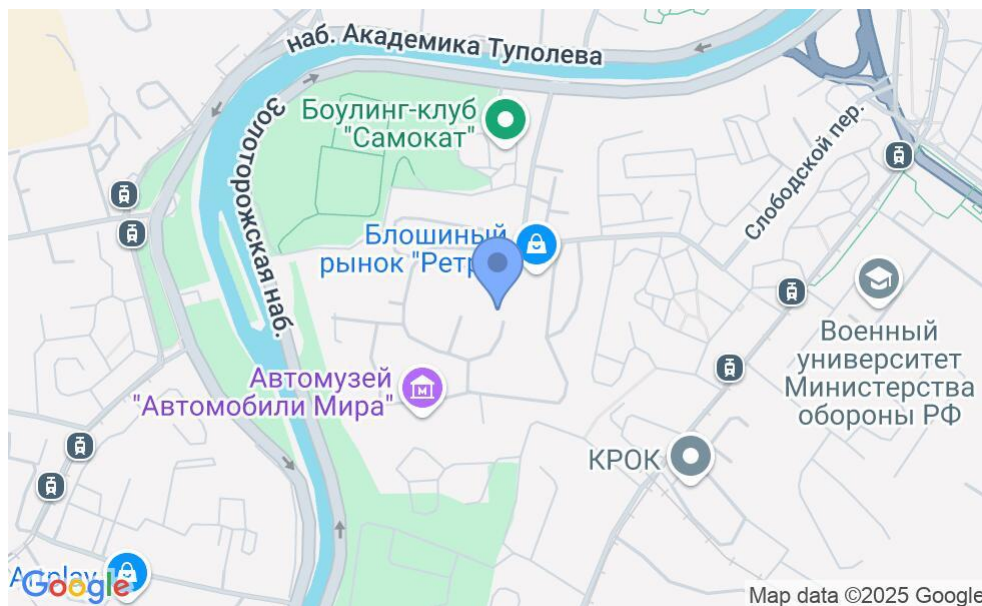 наб. Академика Туполева
Золоторожская наб.
Боулинг-клуб
"Самокат"
Слободской пер.
Блошиный
рынок "Ретр
Военный
университет
Министерства
обороны РФ
Автомузей
"Автомобили Мира"
КРОК
Artplay
Google
Map data ©2025 Google